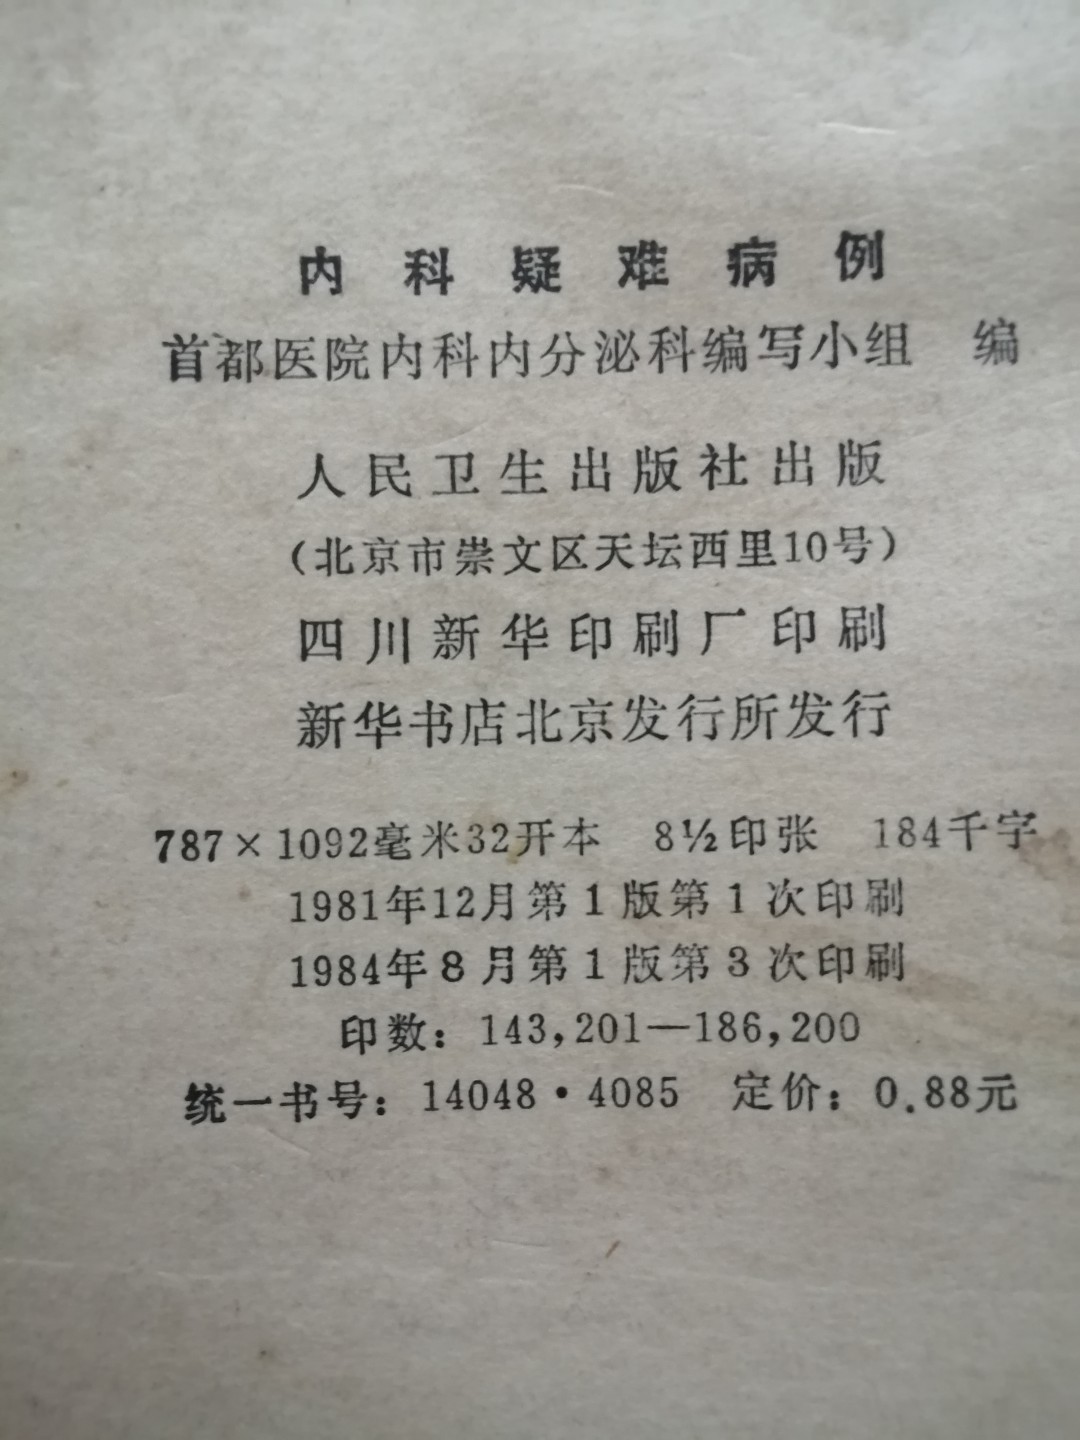 内科疑难病例
首都医院内科内分泌科编写小组 编
人民卫生出版社出版
(北京市崇文区天坛西里10号)
四川新华印刷厂印刷
新华书店北京发行所发行
787×1092毫米32开本 8½印张 184千字
1981年12月第1版第1次印刷
1984年8月第1版第3次印刷
印数：143,201—186,200
统一书号：14048·4085 定价：0.88元